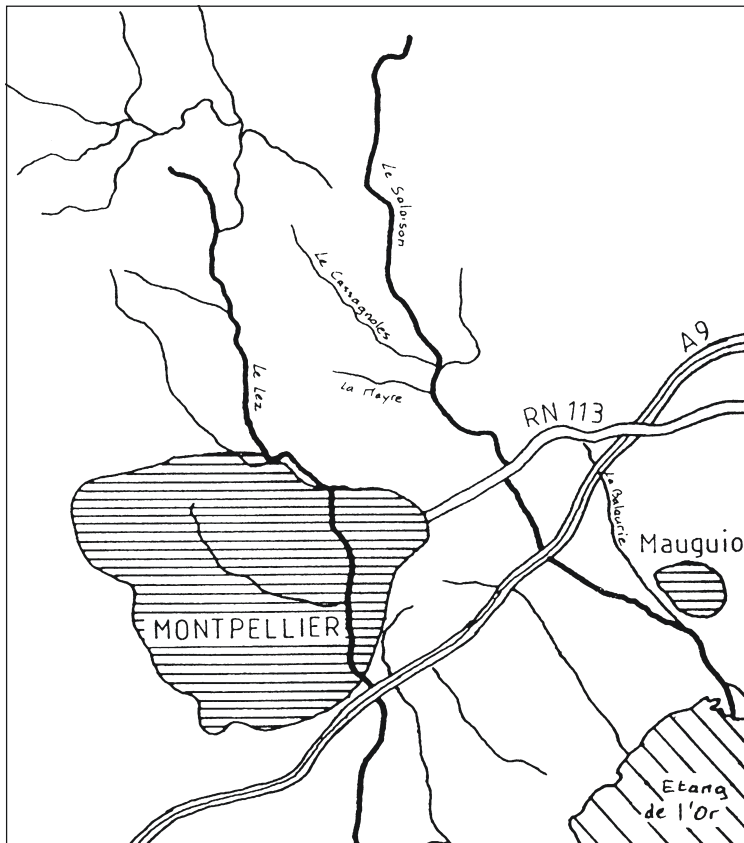 Le Salaison
Le Cassagnoles
A9
Le Lez
La Mayre
RN 113
La Balaurie
Mauguio
MONTPELLIER
Etang
de l'Or